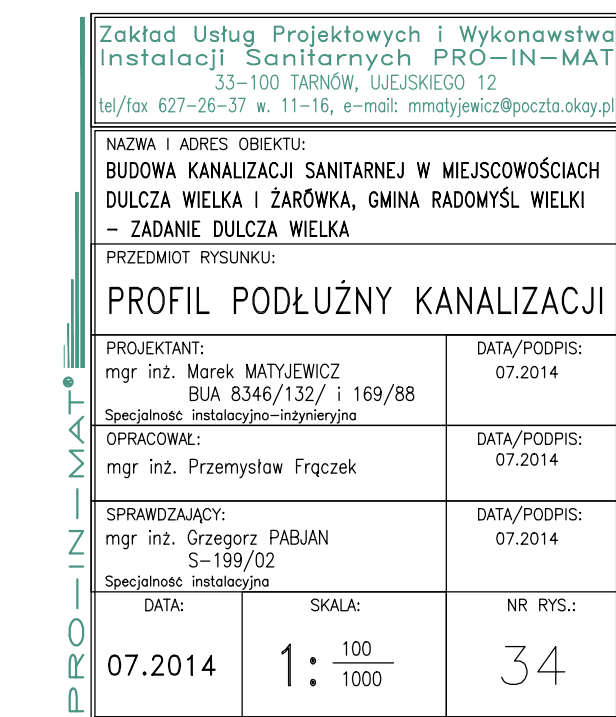 Zakład Usług Projektowych i Wykonawstwa
Instalacji Sanitarnych PRO–IN–MAT
33–100 TARNÓW, UJEJSKIEGO 12
tel/fax 627–26–37 w. 11–16, e–mail: mmatyjewicz@poczta.okay.pl
NAZWA I ADRES OBIEKTU:
BUDOWA KANALIZACJI SANITARNEJ W MIEJSCOWOŚCIACH
DULCZA WIELKA I ŻARÓWKA, GMINA RADOMYŚL WIELKI
– ZADANIE DULCZA WIELKA
PRZEDMIOT RYSUNKU:
PROFIL PODŁUŻNY KANALIZACJI
PROJEKTANT:
mgr inż. Marek MATYJEWICZ
BUA 8346/132/ i 169/88
Specjalność instalacyjno–inżynieryjna
DATA/PODPIS:
07.2014
OPRACOWAŁ:
mgr inż. Przemysław Frączek
DATA/PODPIS:
07.2014
SPRAWDZAJĄCY:
mgr inż. Grzegorz PABJAN
S–199/02
Specjalność instalacyjna
DATA/PODPIS:
07.2014
DATA:
07.2014
SKALA:
1: 100/1000
NR RYS.:
34
PRO–IN–MAT®